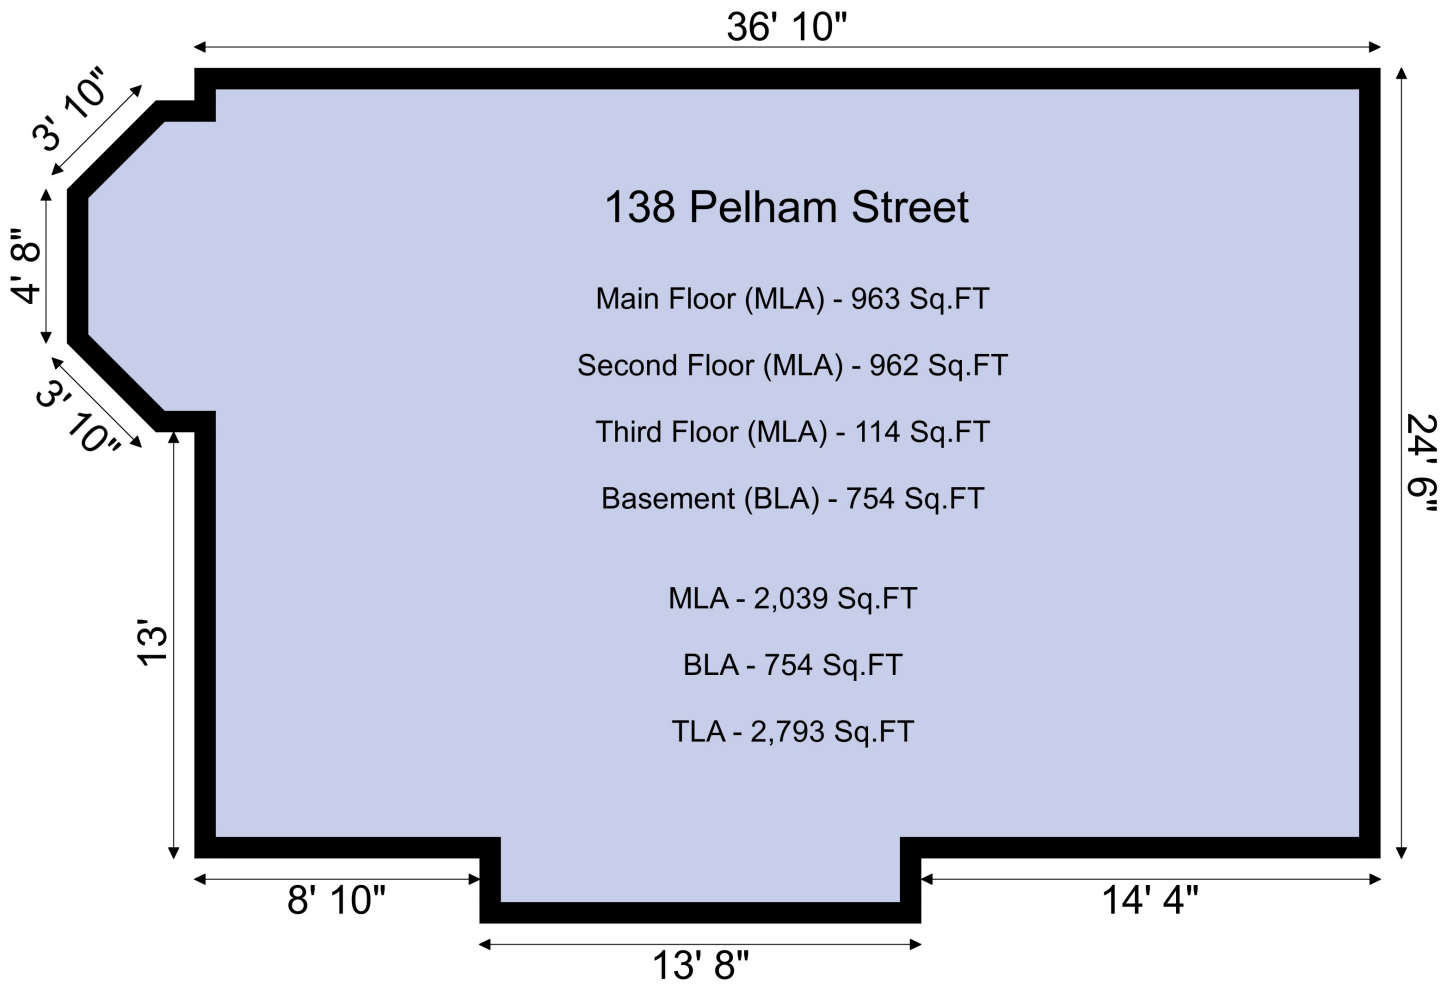 36' 10"
3' 10"
4' 8"
3' 10"
138 Pelham Street
Main Floor (MLA) - 963 Sq.FT
Second Floor (MLA) - 962 Sq.FT
Third Floor (MLA) - 114 Sq.FT
Basement (BLA) - 754 Sq.FT
24' 6"
MLA - 2,039 Sq.FT
13'
BLA - 754 Sq.FT
TLA - 2,793 Sq.FT
8' 10"
14' 4"
13' 8"